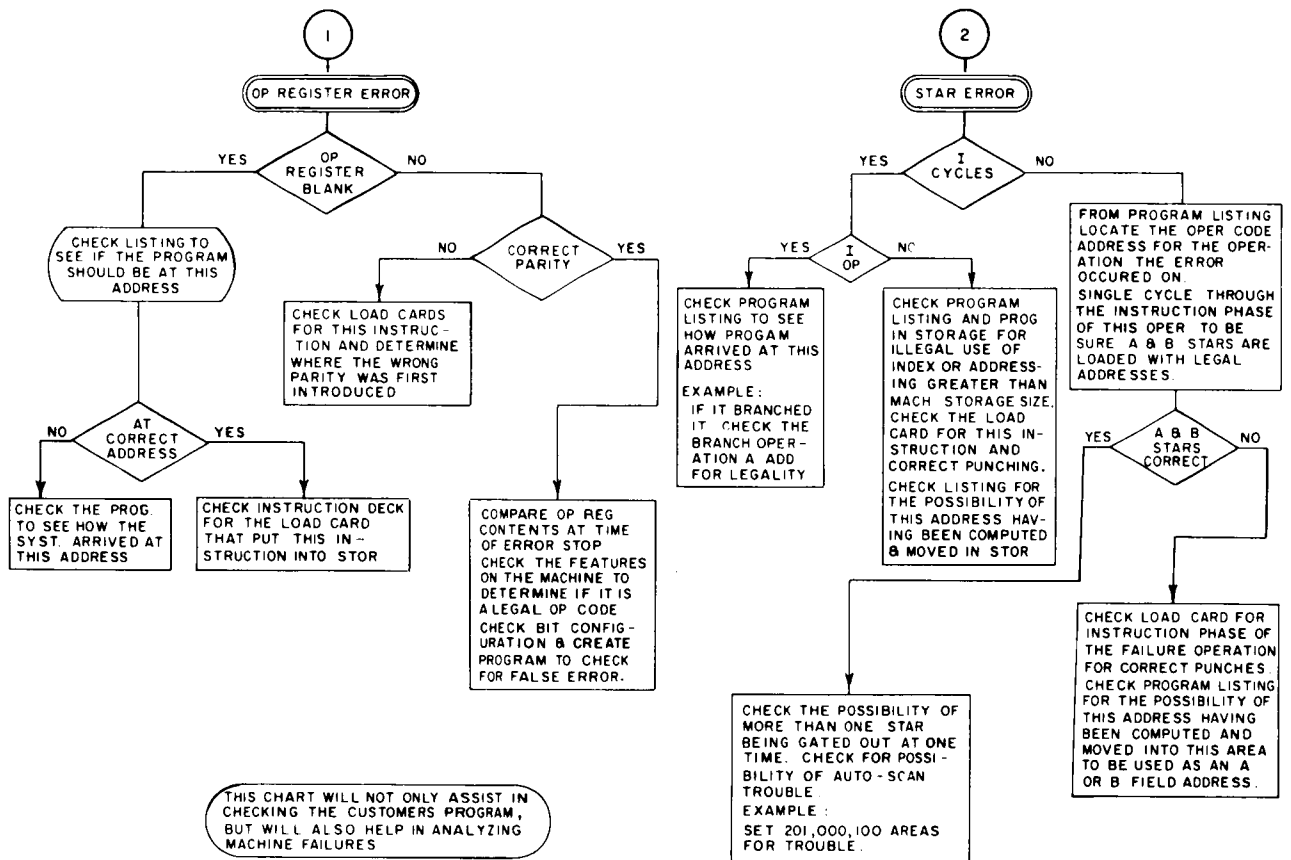 1
OP REGISTER ERROR
YES
OP
REGISTER
BLANK
NO
CHECK LISTING TO
SEE IF THE PROGRAM
SHOULD BE AT THIS
ADDRESS
NO
CORRECT
PARITY
YES
CHECK LOAD CARDS
FOR THIS INSTRUC-
TION AND DETERMINE
WHERE THE WRONG
PARITY WAS FIRST
INTRODUCED
NO
AT
CORRECT
ADDRESS
YES
CHECK THE PROG.
TO SEE HOW THE
SYST. ARRIVED AT
THIS ADDRESS
CHECK INSTRUCTION DECK
FOR THE LOAD CARD
THAT PUT THIS IN-
STRUCTION INTO STOR
COMPARE OP REG
CONTENTS AT TIME
OF ERROR STOP
CHECK THE FEATURES
ON THE MACHINE TO
DETERMINE IF IT IS
A LEGAL OP CODE
CHECK BIT CONFIG-
URATION & CREATE
PROGRAM TO CHECK
FOR FALSE ERROR.
THIS CHART WILL NOT ONLY ASSIST IN
CHECKING THE CUSTOMERS PROGRAM,
BUT WILL ALSO HELP IN ANALYZING
MACHINE FAILURES
2
STAR ERROR
YES
I
CYCLES
NO
YES
I
OP
NO
CHECK PROGRAM
LISTING TO SEE
HOW PROGAM
ARRIVED AT THIS
ADDRESS
EXAMPLE:
IF IT BRANCHED
IT CHECK THE
BRANCH OPER-
ATION A ADD
FOR LEGALITY
CHECK PROGRAM
LISTING AND PROG
IN STORAGE FOR
ILLEGAL USE OF
INDEX OR ADDRESS-
ING GREATER THAN
MACH STORAGE SIZE.
CHECK THE LOAD
CARD FOR THIS IN-
STRUCTION AND
CORRECT PUNCHING.
CHECK LISTING FOR
THE POSSIBILITY OF
THIS ADDRESS HAV-
ING BEEN COMPUTED
& MOVED IN STOR
FROM PROGRAM LISTING
LOCATE THE OPER CODE
ADDRESS FOR THE OPER-
ATION THE ERROR
OCCURED ON.
SINGLE CYCLE THROUGH
THE INSTRUCTION PHASE
OF THIS OPER TO BE
SURE A & B STARS ARE
LOADED WITH LEGAL
ADDRESSES.
YES
A & B
STARS
CORRECT
NO
CHECK THE POSSIBILITY OF
MORE THAN ONE STAR
BEING GATED OUT AT ONE
TIME. CHECK FOR POSSI-
BILITY OF AUTO-SCAN
TROUBLE.
EXAMPLE :
SET 201,000,100 AREAS
FOR TROUBLE.
CHECK LOAD CARD FOR
INSTRUCTION PHASE OF
THE FAILURE OPERATION
FOR CORRECT PUNCHES.
CHECK PROGRAM LISTING
FOR THE POSSIBILITY OF
THIS ADDRESS HAVING
BEEN COMPUTED AND
MOVED INTO THIS AREA
TO BE USED AS AN A
OR B FIELD ADDRESS.